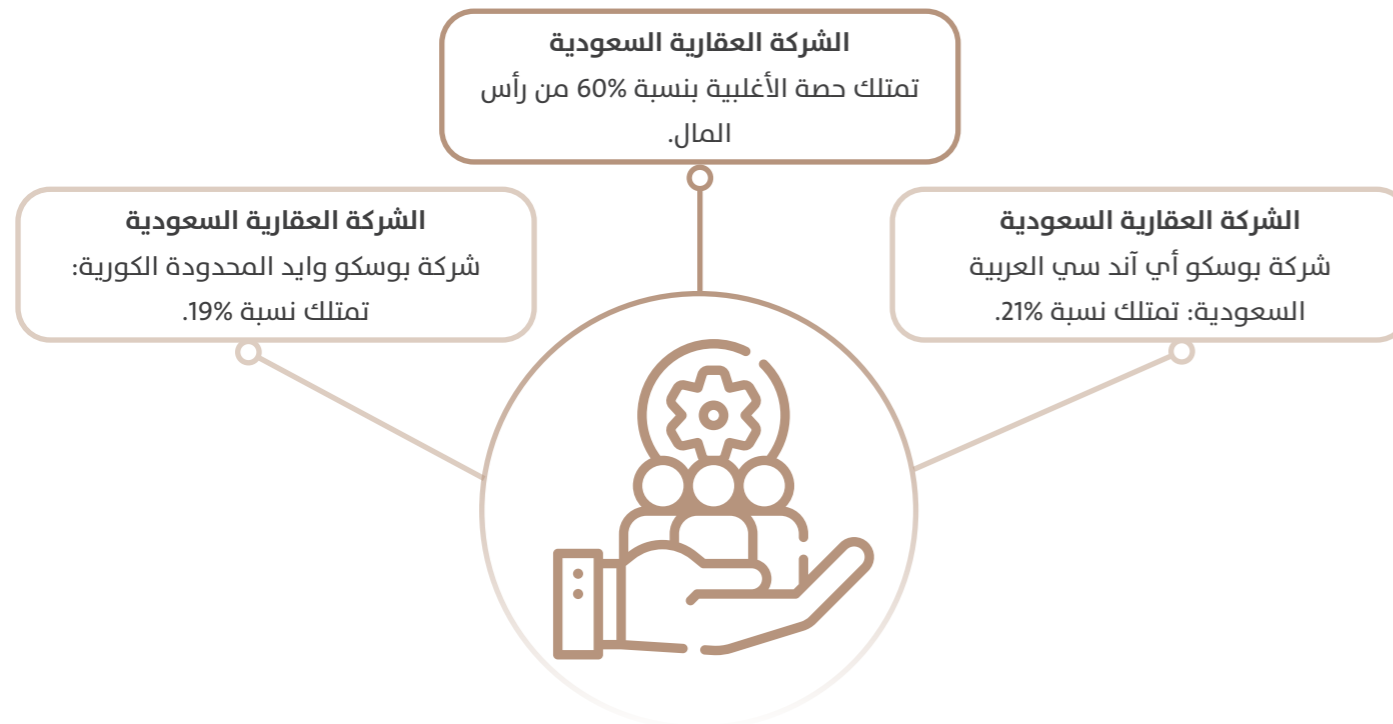 الشركة العقارية السعودية
تمتلك حصة الأغلبية بنسبة 60% من رأس
المال.
الشركة العقارية السعودية
شركة بوسكو أي آند سي العربية
السعودية: تمتلك نسبة 21%.
الشركة العقارية السعودية
شركة بوسكو وايد المحدودة الكورية:
تمتلك نسبة 19%.